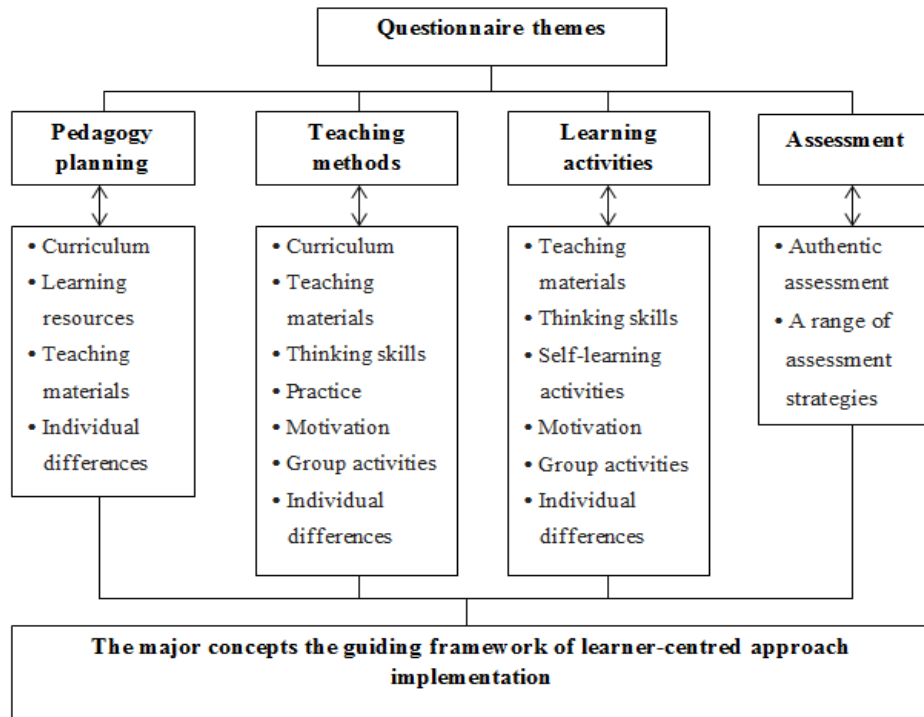 Questionnaire themes
Pedagogy
planning
Teaching
methods
Learning
activities
Assessment
• Curriculum
• Learning
resources
• Teaching
materials
• Individual
differences
• Curriculum
• Teaching
materials
• Thinking skills
• Practice
• Motivation
• Group activities
• Individual
differences
• Teaching
materials
• Thinking skills
• Self-learning
activities
• Motivation
• Group activities
• Individual
differences
• Authentic
assessment
• A range of
assessment
strategies
The major concepts the guiding framework of learner-centred approach
implementation